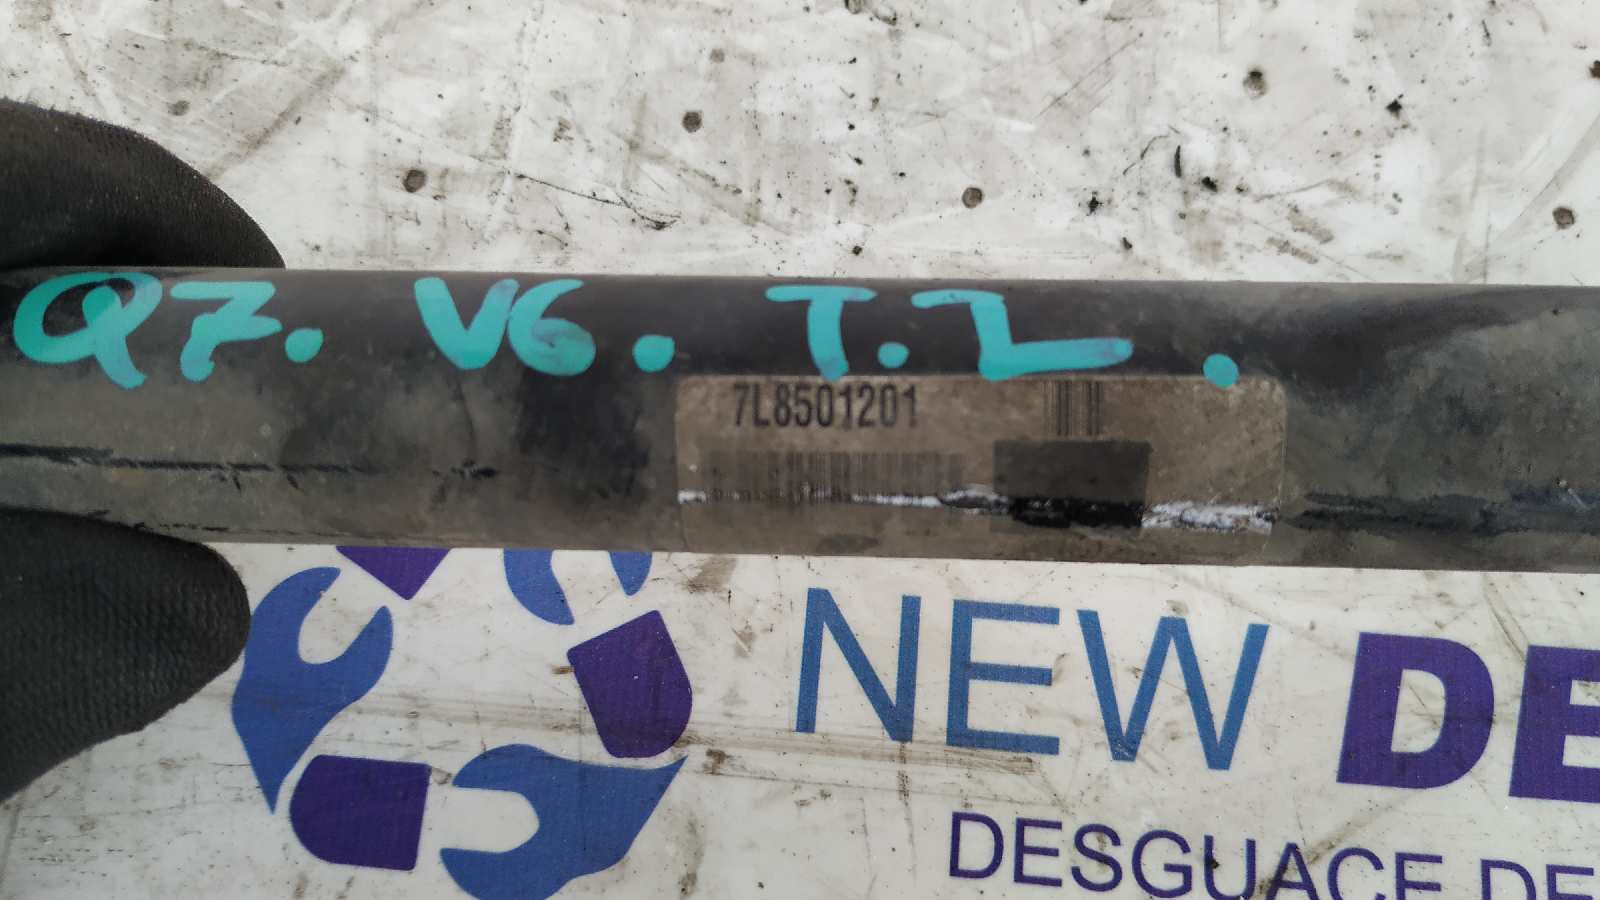 Q7. V6. T.Z.
7L8501201
NEW DE
DESGUACE DE